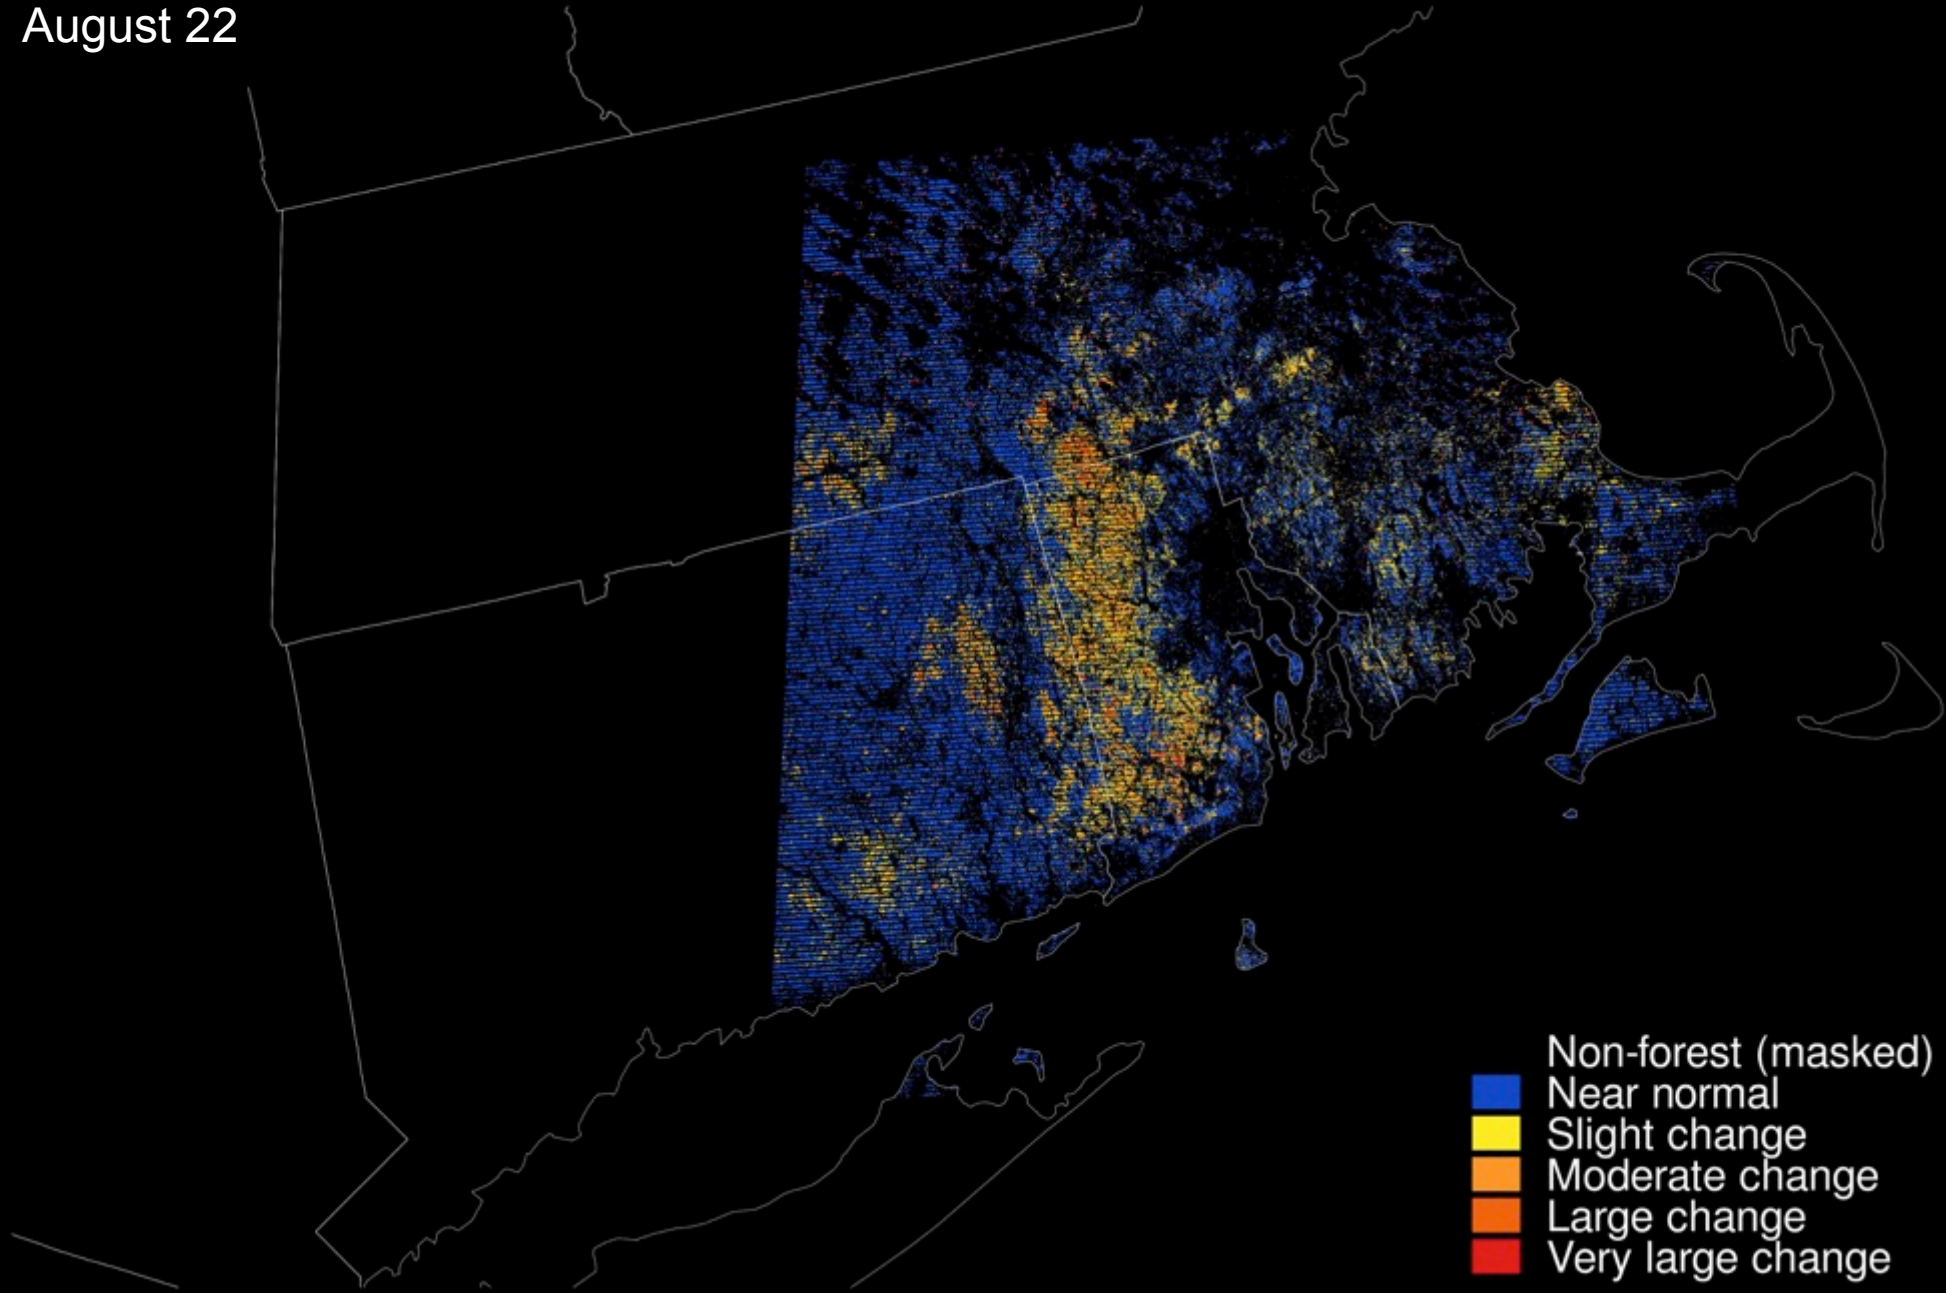 August 22
Non-forest (masked)
Near normal
Slight change
Moderate change
Large change
Very large change